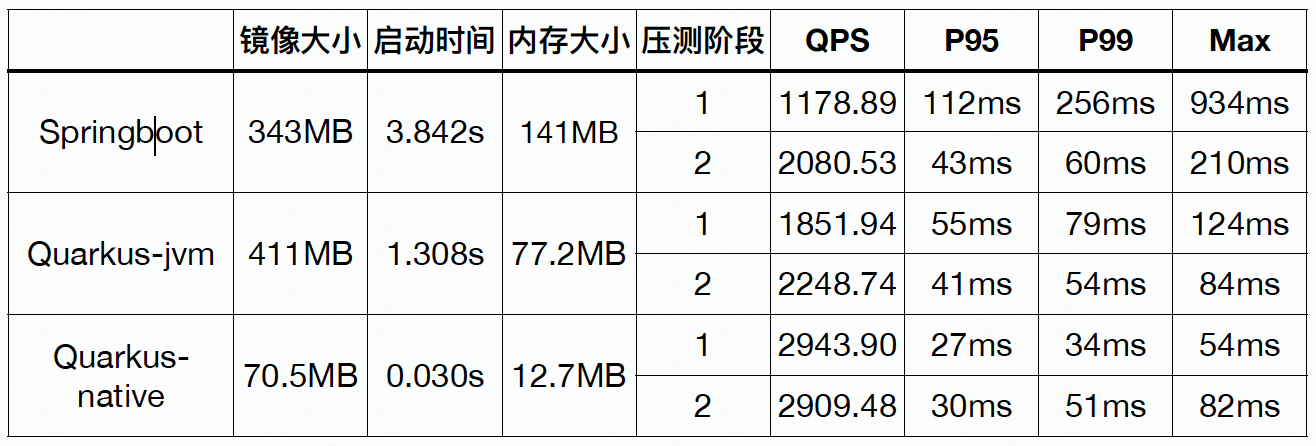 镜像大小 启动时间 内存大小 压测阶段 QPS P95 P99 Max
Springboot 343MB 3.842s 141MB 1 1178.89 112ms 256ms 934ms
2 2080.53 43ms 60ms 210ms
Quarkus-jvm 411MB 1.308s 77.2MB 1 1851.94 55ms 79ms 124ms
2 2248.74 41ms 54ms 84ms
Quarkus-
native 70.5MB 0.030s 12.7MB 1 2943.90 27ms 34ms 54ms
2 2909.48 30ms 51ms 82ms